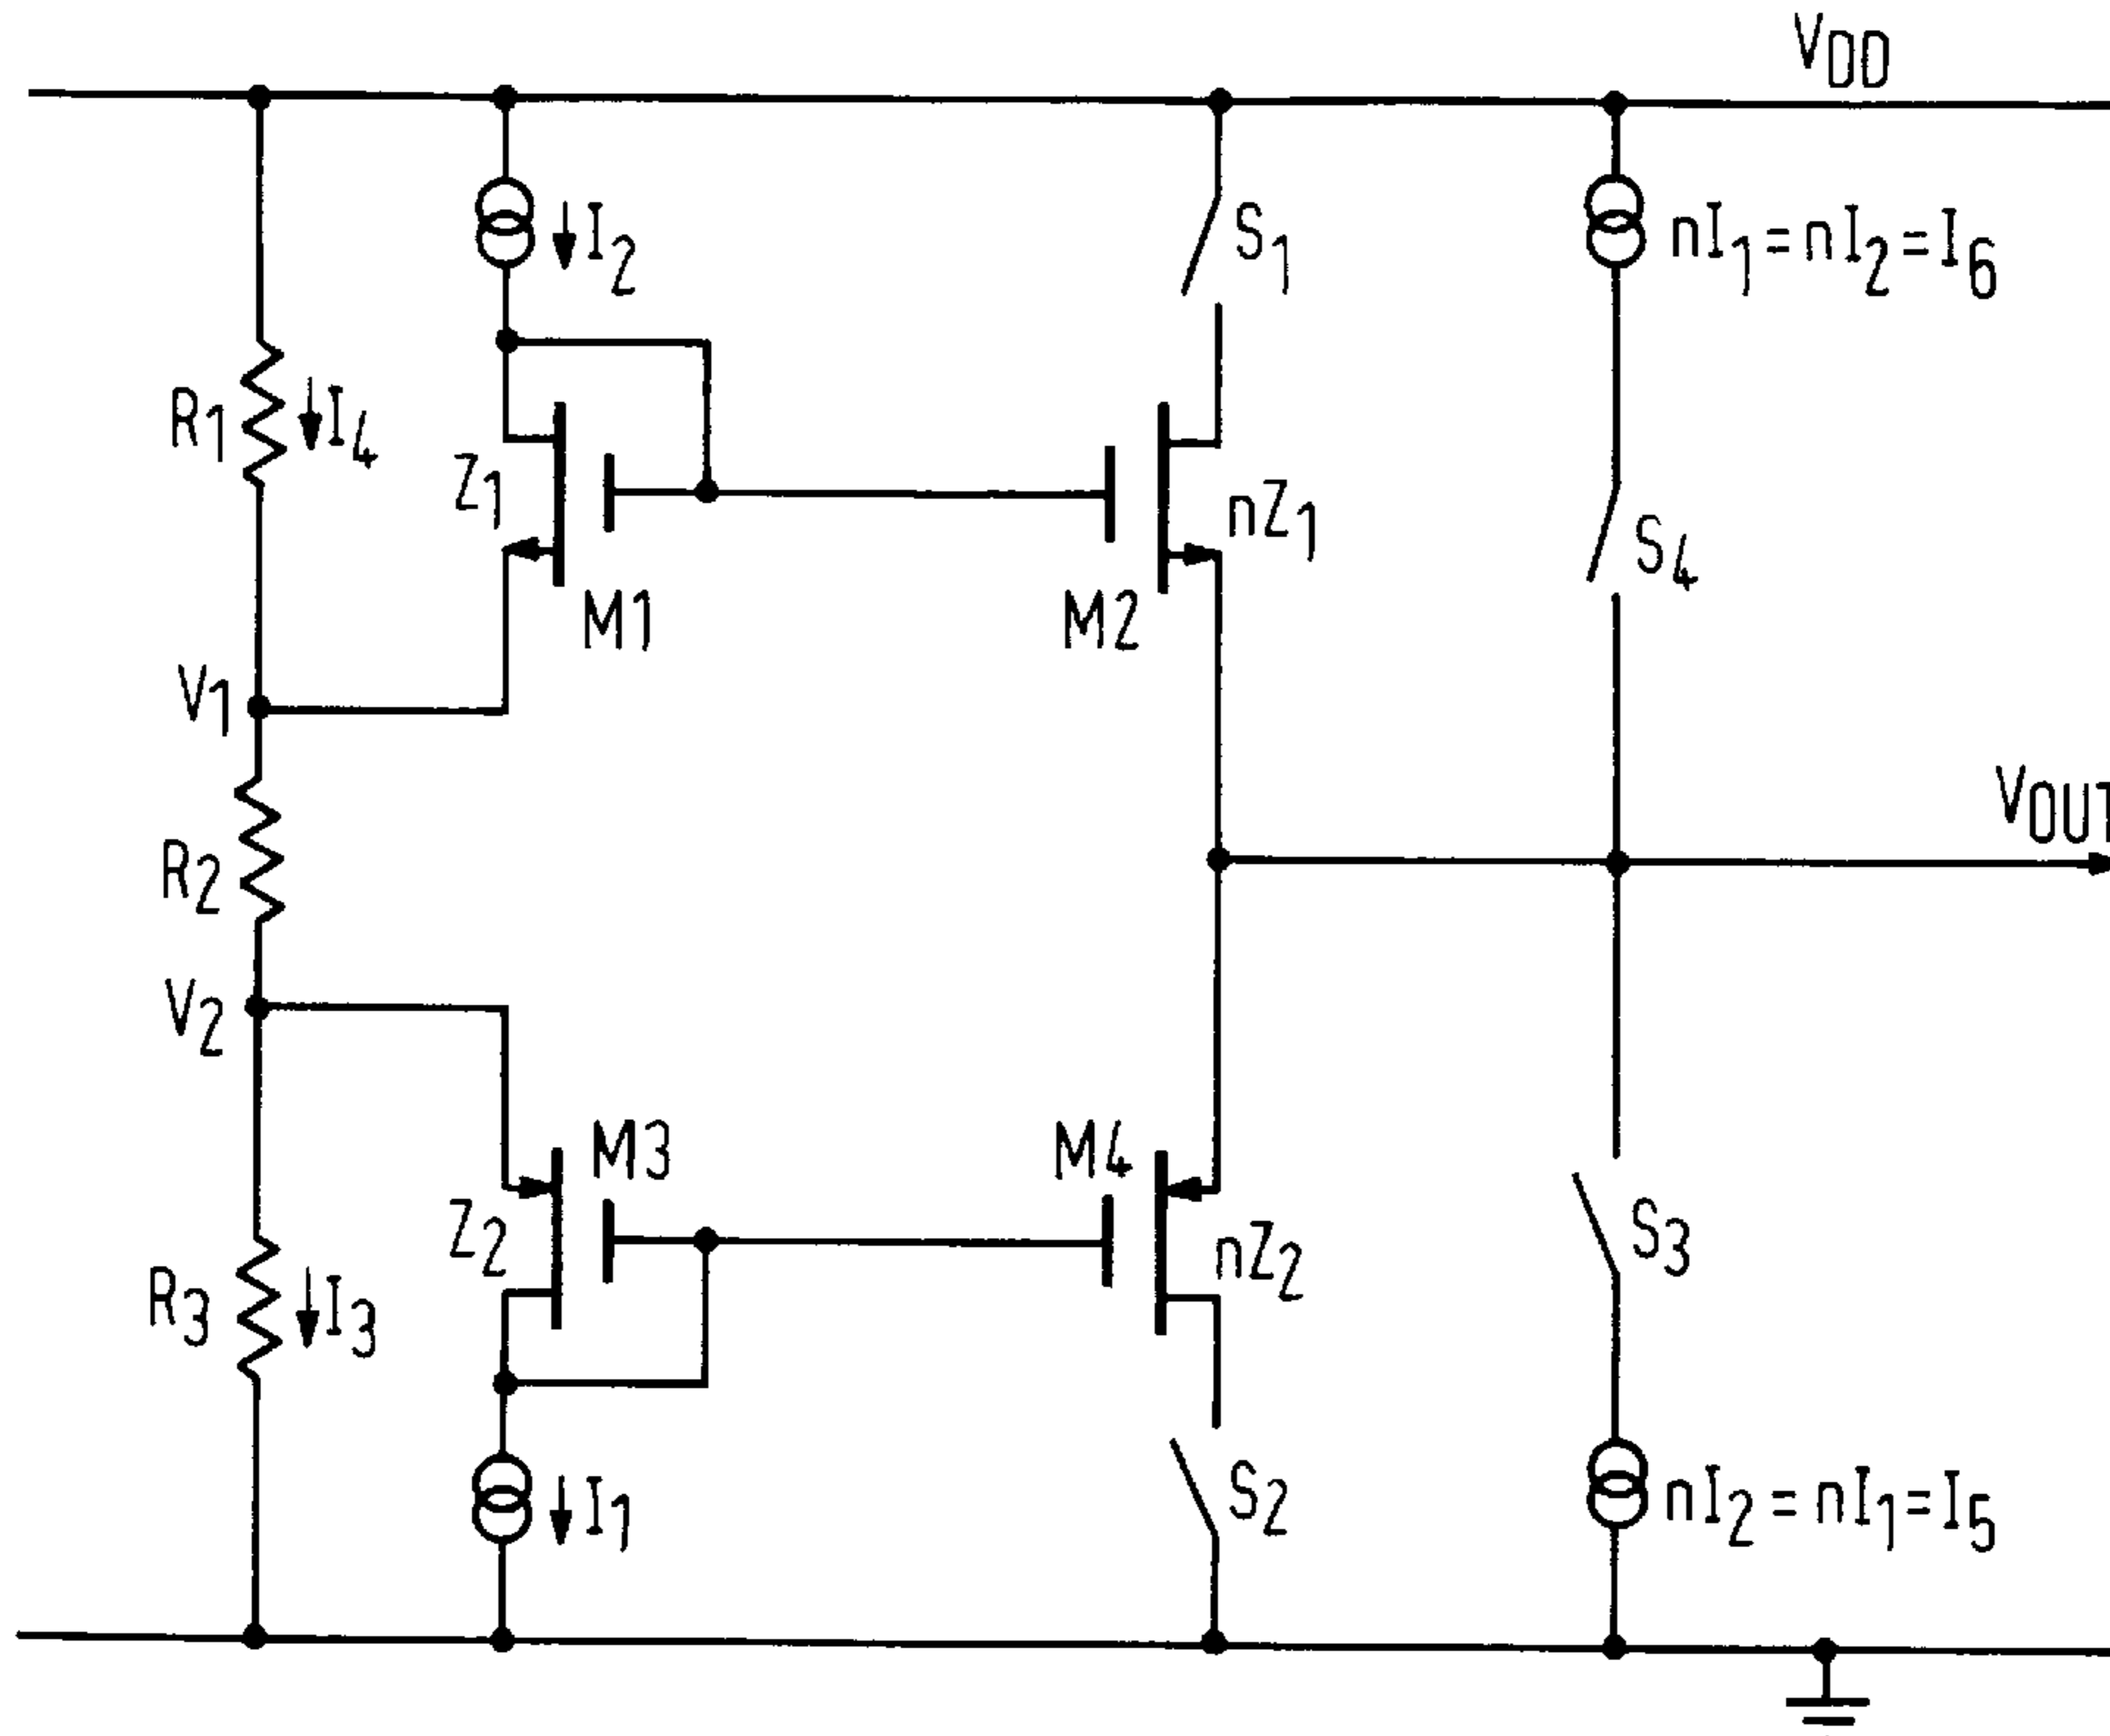 VDD
I2
S1
nI1=nI2=I6
R1
I4
Z1
nZ1
S4
M1
M2
V1
VOUT
R2
V2
M3
M4
Z2
nZ2
S3
R3
I3
I1
S2
nI2=nI1=I5